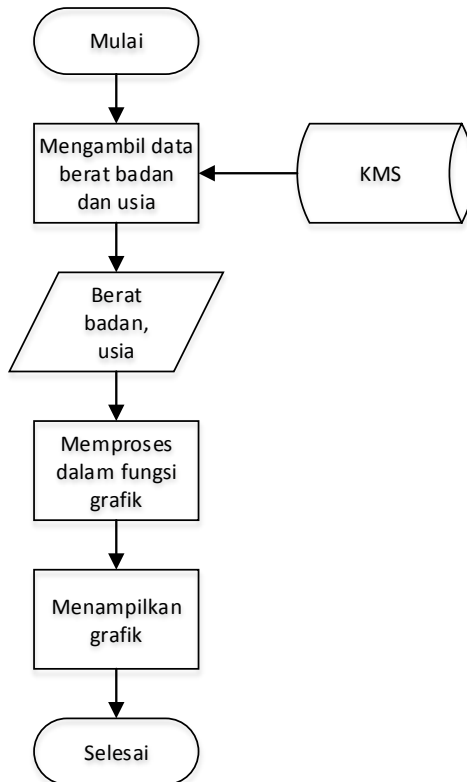 Mulai
Mengambil data
berat badan
dan usia
KMS
Berat
badan,
usia
Memproses
dalam fungsi
grafik
Menampilkan
grafik
Selesai